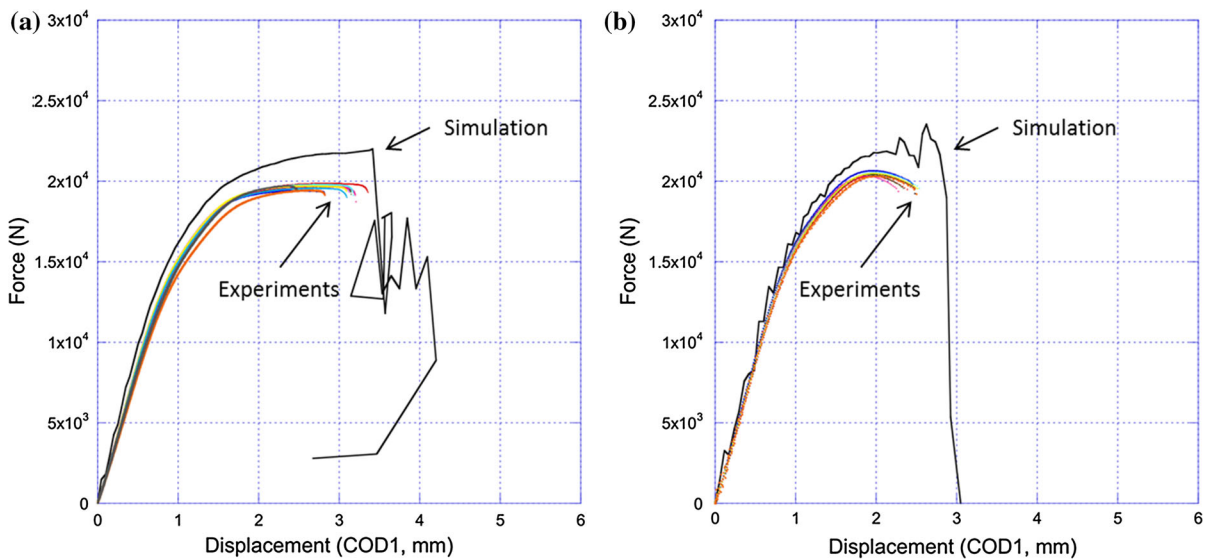 (a)
3x10⁴
2.5x10⁴
2x10⁴
1.5x10⁴
1x10⁴
5x10³
0
Force (N)
Simulation
Experiments
0 1 2 3 4 5 6
Displacement (COD1, mm)
(b)
3x10⁴
2.5x10⁴
2x10⁴
1.5x10⁴
1x10⁴
5x10³
0
Force (N)
Simulation
Experiments
0 1 2 3 4 5 6
Displacement (COD1, mm)